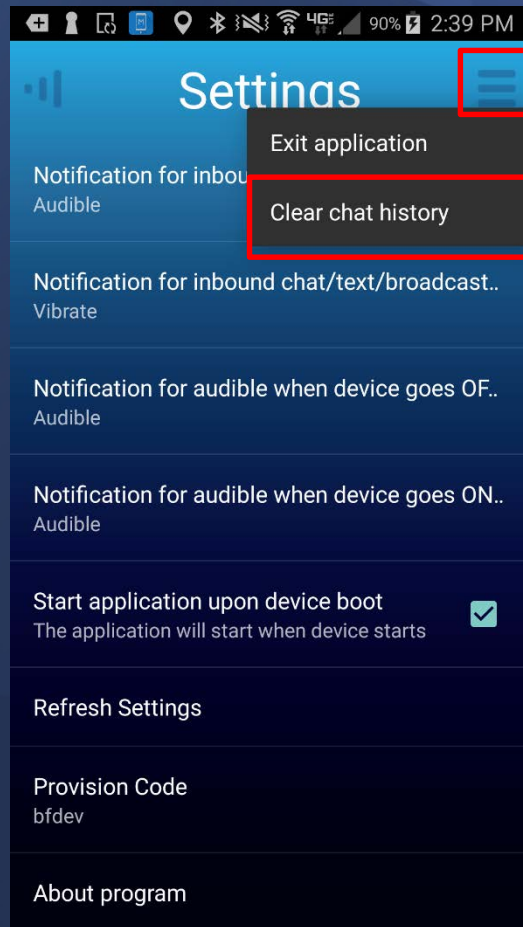 4G 90% 2:39 PM
Settings
Exit application
Clear chat history
Notification for inbou
Audible
Notification for inbound chat/text/broadcast..
Vibrate
Notification for audible when device goes OF..
Audible
Notification for audible when device goes ON..
Audible
Start application upon device boot
The application will start when device starts
Refresh Settings
Provision Code
bfdev
About program